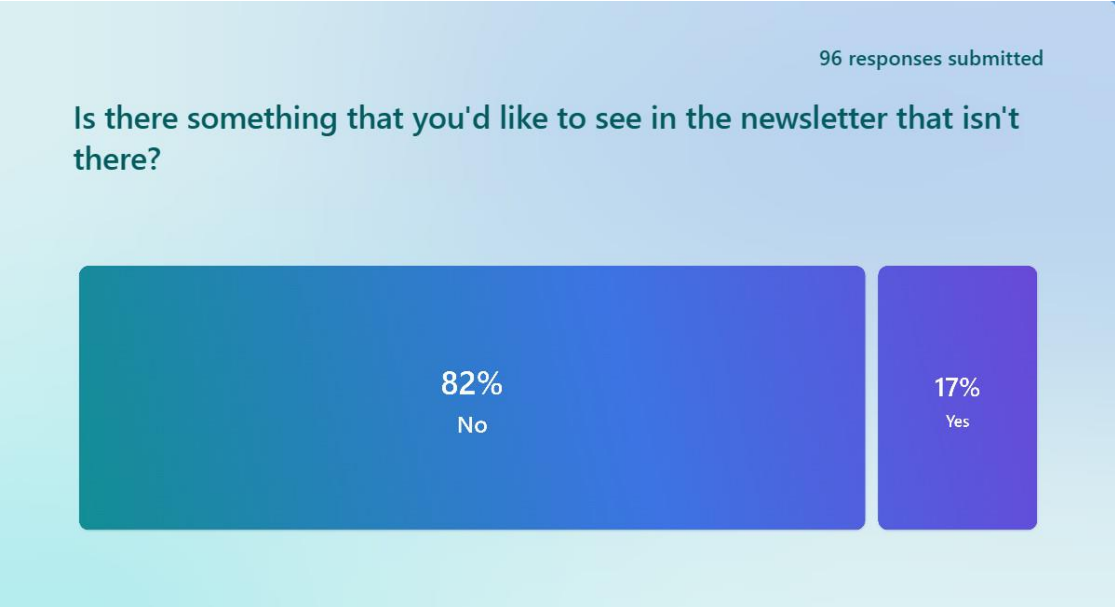 96 responses submitted
Is there something that you'd like to see in the newsletter that isn't
there?
82%
No
17%
Yes